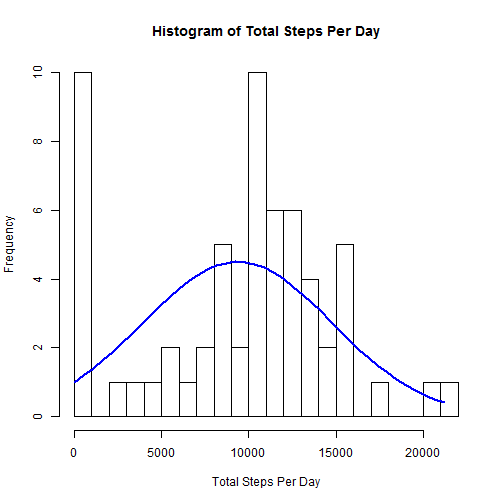 Histogram of Total Steps Per Day
Frequency
10
8
6
4
2
0
0 5000 10000 15000 20000
Total Steps Per Day